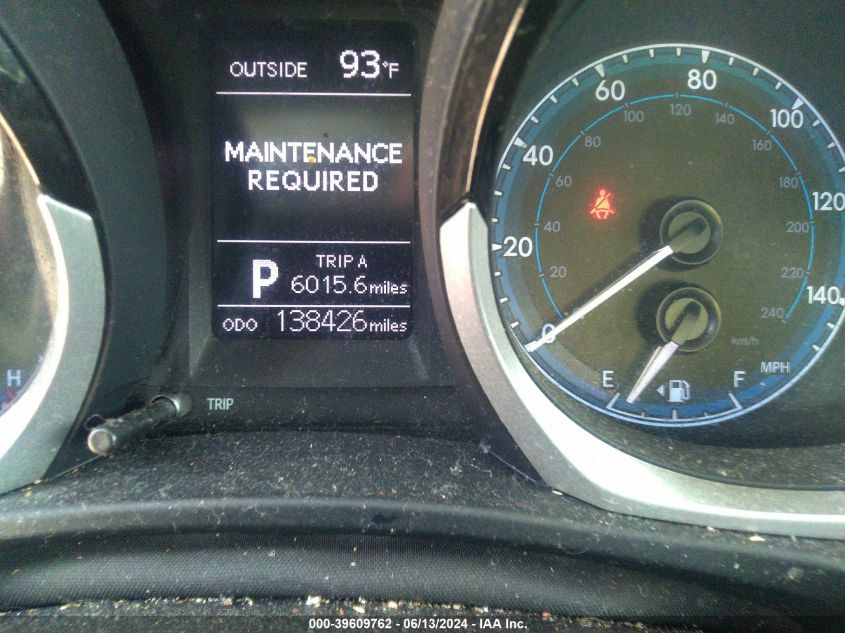 OUTSIDE 93°F
MAINTENANCE
REQUIRED
P
TRIP A
6015.6 miles
ODO 138426 miles
TRIP
H
0
20
40
60
80
100
120
140
20
40
60
80
100
120
140
160
180
200
220
240
km/h
MPH
E
F
000-39609762 - 06/13/2024 - IAA Inc.